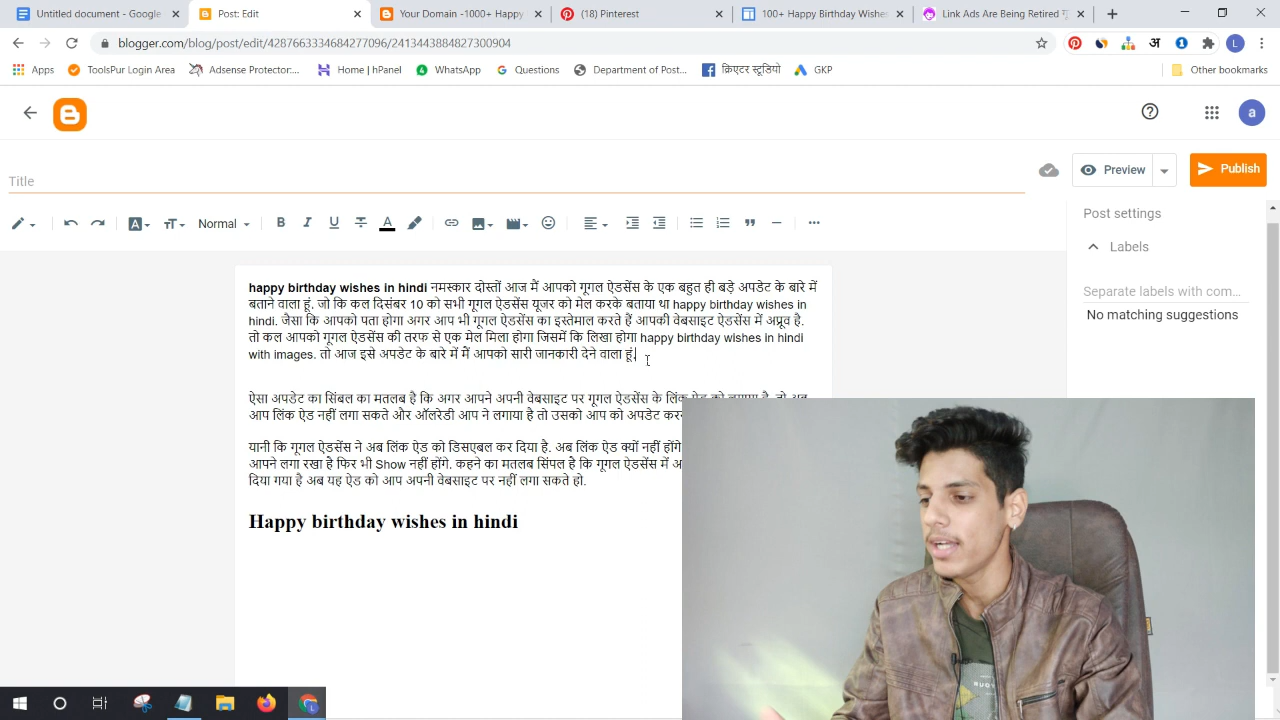 Untitled document - Google
Post: Edit
Your Domain -1000+ Happy
(18) Pinterest
100+ Happy Birthday Wishes
Link Ads Are Being Retired
blogger.com/blog/post/edit/4287663334684277096/2413443884827300904
Apps
ToolsPur Login Area
Adsense Protector:...
Home | hPanel
WhatsApp
Questions
Department of Post...
क्रिएटर स्टूडियो
GKP
Other bookmarks
a
Title
Preview
Publish
Normal
Post settings
Labels
Separate labels with com...
No matching suggestions
happy birthday wishes in hindi नमस्कार दोस्तों आज मैं आपको गूगल ऐडसेंस के एक बहुत ही बड़े अपडेट के बारे में
बताने वाला हूं. जो कि कल दिसंबर 10 को सभी गूगल ऐडसेंस यूजर को मेल करके बताया था happy birthday wishes in
hindi. जैसा कि आपको पता होगा अगर आप भी गूगल ऐडसेंस का इस्तेमाल करते हैं आपकी वेबसाइट ऐडसेंस में अप्रूव है.
तो कल आपको गूगल ऐडसेंस की तरफ से एक मेल मिला होगा जिसमें कि लिखा होगा happy birthday wishes in hindi
with images. तो आज इसे अपडेट के बारे में मैं आपको सारी जानकारी देने वाला हूं.
ऐसा अपडेट का सिंबल का मतलब है कि अगर आपने अपनी वेबसाइट पर गूगल ऐडसेंस के लिंक ऐड को लगाया है. तो अब
आप लिंक ऐड नहीं लगा सकते और ऑलरेडी आप ने लगाया है तो उसको आप को अपडेट
यानी कि गूगल ऐडसेंस ने अब लिंक ऐड को डिसएबल कर दिया है. अब लिंक ऐड क्यों नहीं होंगे
आपने लगा रखा है फिर भी Show नहीं होंगे. कहने का मतलब सिंपल है कि गूगल ऐडसेंस में
दिया गया है अब यह ऐड को आप अपनी वेबसाइट पर नहीं लगा सकते हो.
Happy birthday wishes in hindi